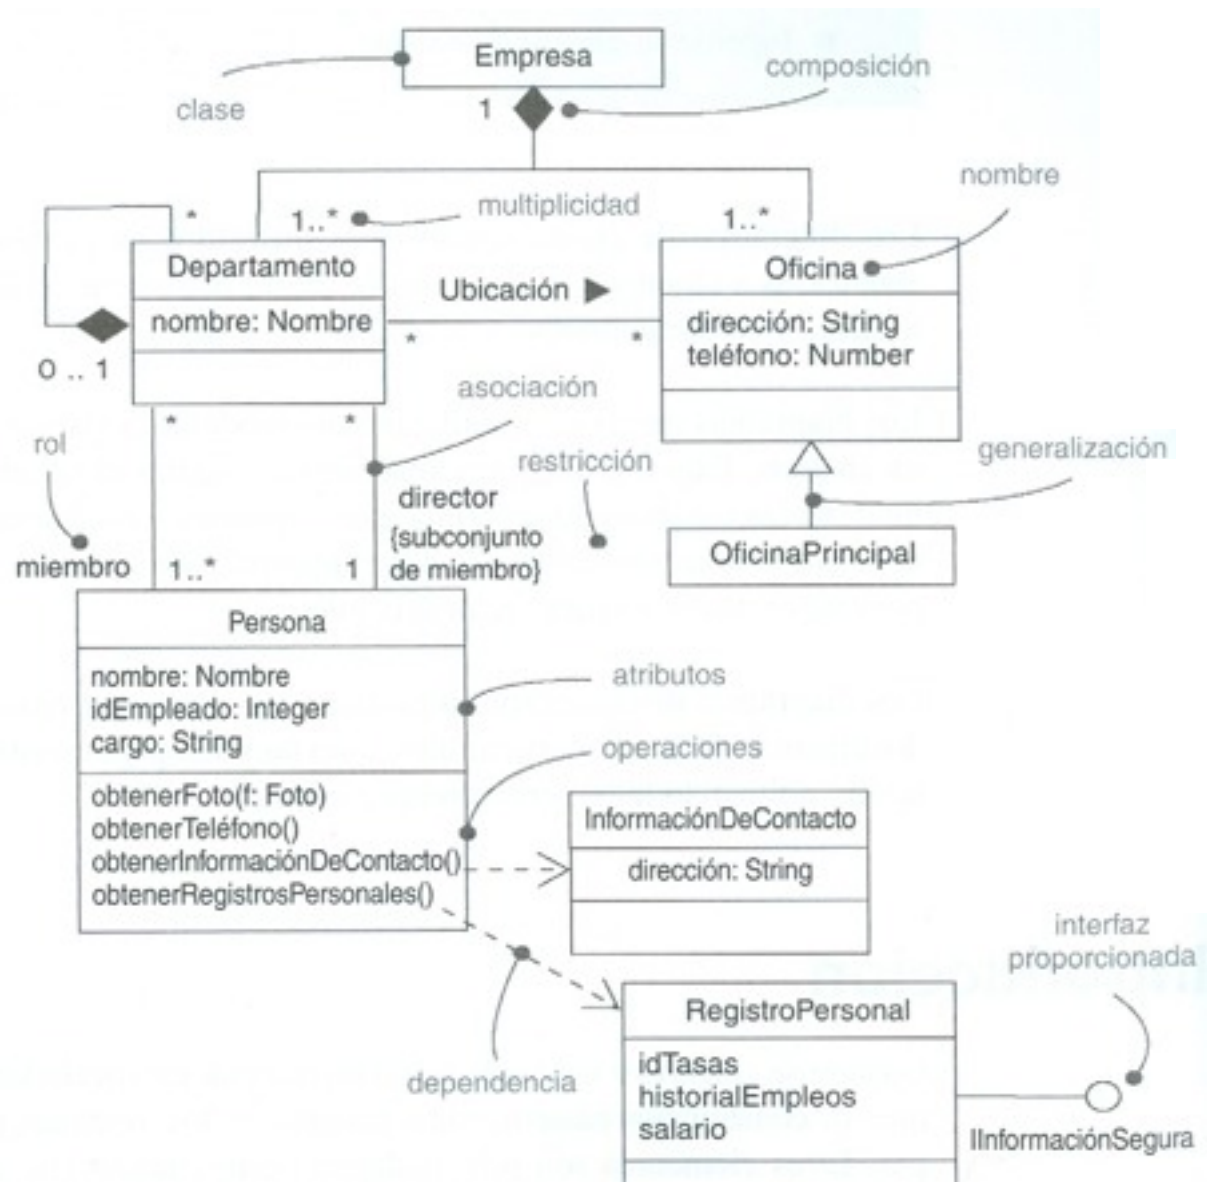 Empresa
clase
1
composición
nombre
multiplicidad
*
1..*
1..*
Departamento
nombre: Nombre
0 .. 1
Ubicación ▶
*
*
Oficina
dirección: String
teléfono: Number
asociación
*
*
rol
restricción
generalización
director
{subconjunto
de miembro}
miembro
1..*
1
OficinaPrincipal
Persona
nombre: Nombre
idEmpleado: Integer
cargo: String
atributos
operaciones
obtenerFoto(f: Foto)
obtenerTeléfono()
obtenerInformaciónDeContacto()
obtenerRegistrosPersonales()
InformaciónDeContacto
dirección: String
interfaz
proporcionada
dependencia
RegistroPersonal
idTasas
historialEmpleos
salario
IInformaciónSegura